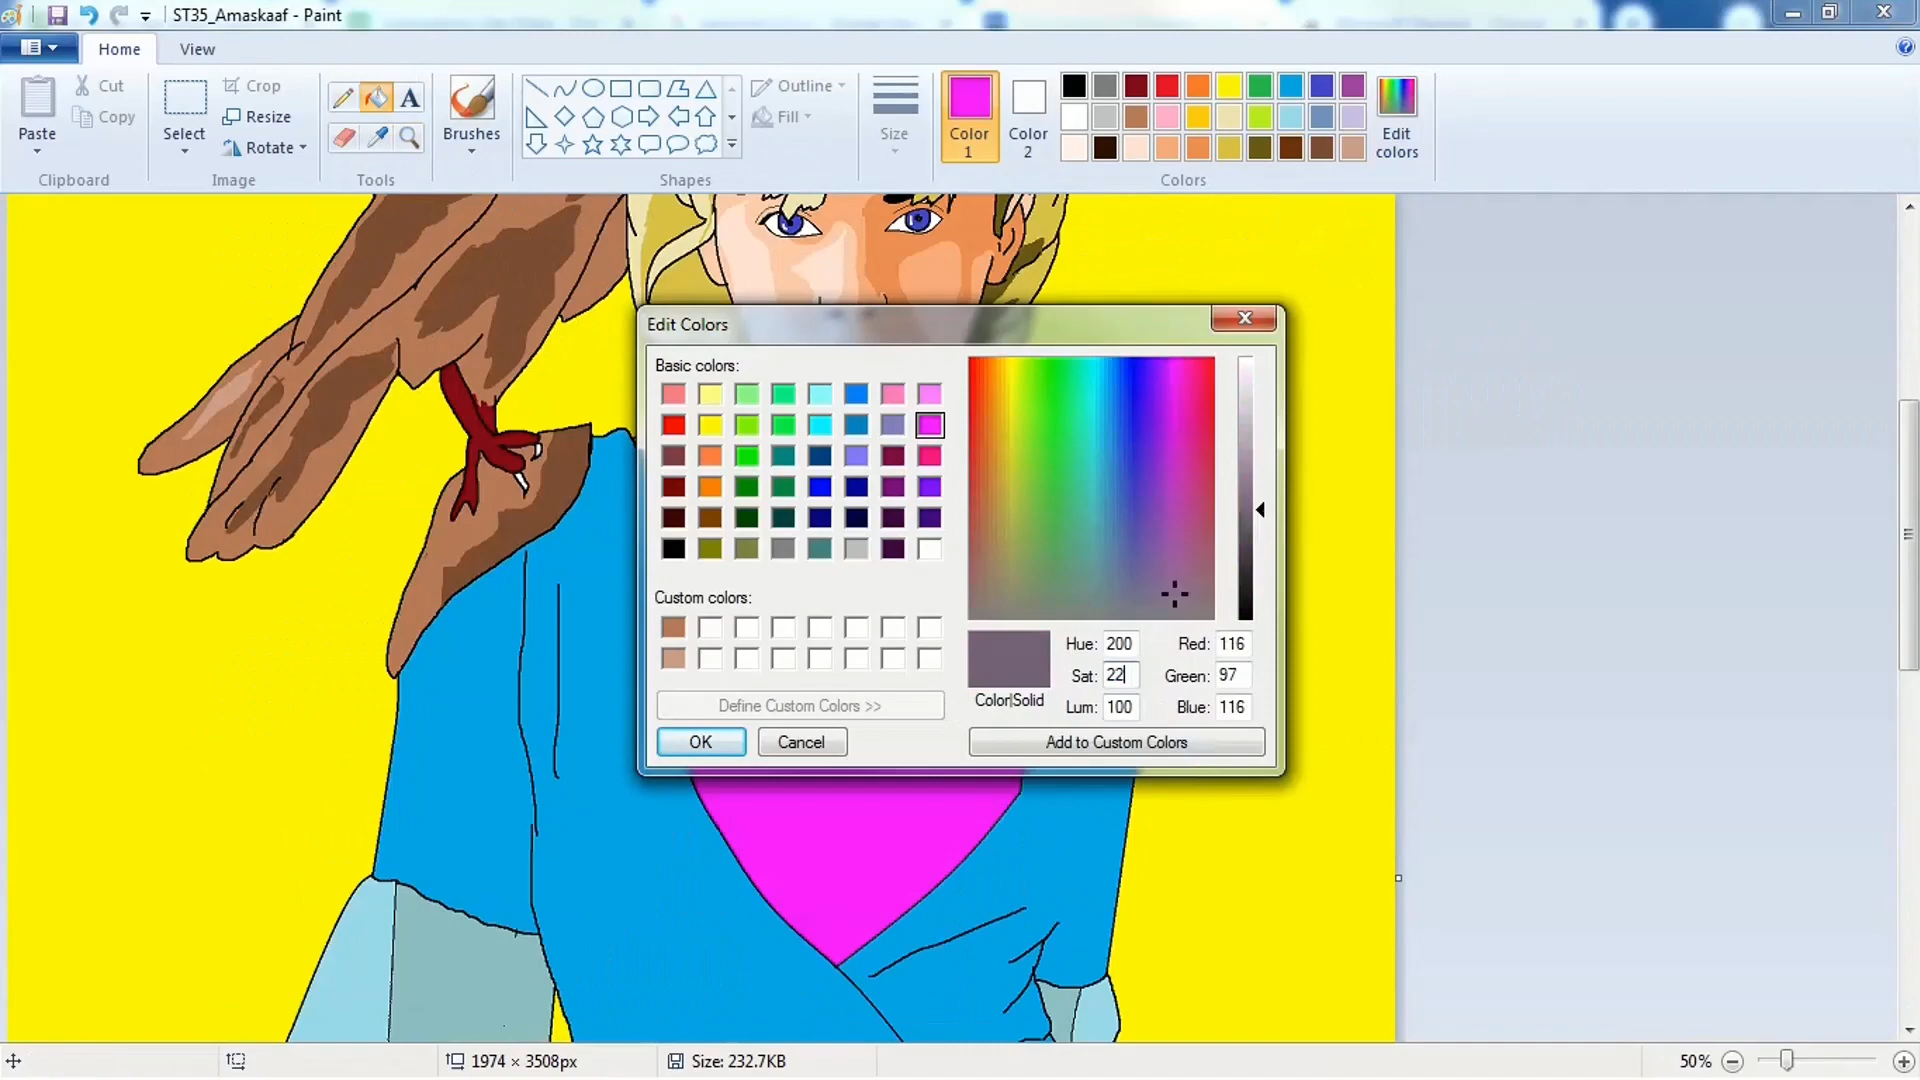 ST35_Amaskaaf - Paint
Home View
Paste
Cut
Copy
Clipboard
Select
Crop
Resize
Rotate
Image
A
Tools
Brushes
Shapes
Outline
Fill
Size
Color 1
Color 2
Edit colors
Colors
Edit Colors
Basic colors:
Custom colors:
Define Custom Colors >>
OK Cancel
Color|Solid
Hue: 200 Red: 116
Sat: 22 Green: 97
Lum: 100 Blue: 116
Add to Custom Colors
1974 × 3508px Size: 232.7KB 50%